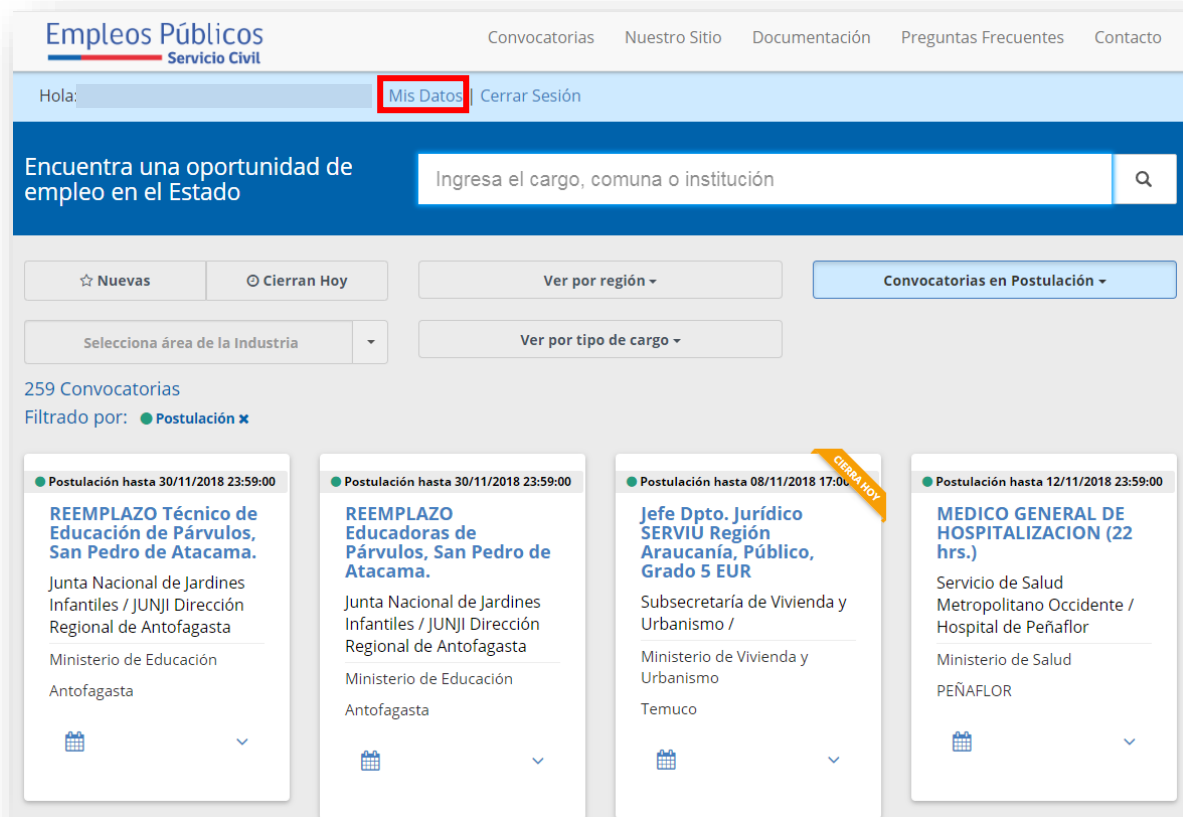 Empleos Públicos
Servicio Civil
Convocatorias Nuestro Sitio Documentación Preguntas Frecuentes Contacto
Hola: Mis Datos | Cerrar Sesión
Encuentra una oportunidad de
empleo en el Estado
Ingresa el cargo, comuna o institución
Nuevas Cierran Hoy Ver por región Convocatorias en Postulación
Selecciona área de la Industria Ver por tipo de cargo
259 Convocatorias
Filtrado por: Postulación ×
Postulación hasta 30/11/2018 23:59:00
REEMPLAZO Técnico de
Educación de Párvulos,
San Pedro de Atacama.
Junta Nacional de Jardines
Infantiles / JUNJI Dirección
Regional de Antofagasta
Ministerio de Educación
Antofagasta
Postulación hasta 30/11/2018 23:59:00
REEMPLAZO
Educadoras de
Párvulos, San Pedro de
Atacama.
Junta Nacional de Jardines
Infantiles / JUNJI Dirección
Regional de Antofagasta
Ministerio de Educación
Antofagasta
Postulación hasta 08/11/2018 17:00
CIERRA HOY
Jefe Dpto. Jurídico
SERVIU Región
Araucanía, Público,
Grado 5 EUR
Subsecretaría de Vivienda y
Urbanismo /
Ministerio de Vivienda y
Urbanismo
Temuco
Postulación hasta 12/11/2018 23:59:00
MEDICO GENERAL DE
HOSPITALIZACION (22
hrs.)
Servicio de Salud
Metropolitano Occidente /
Hospital de Peñaflor
Ministerio de Salud
PEÑAFLOR